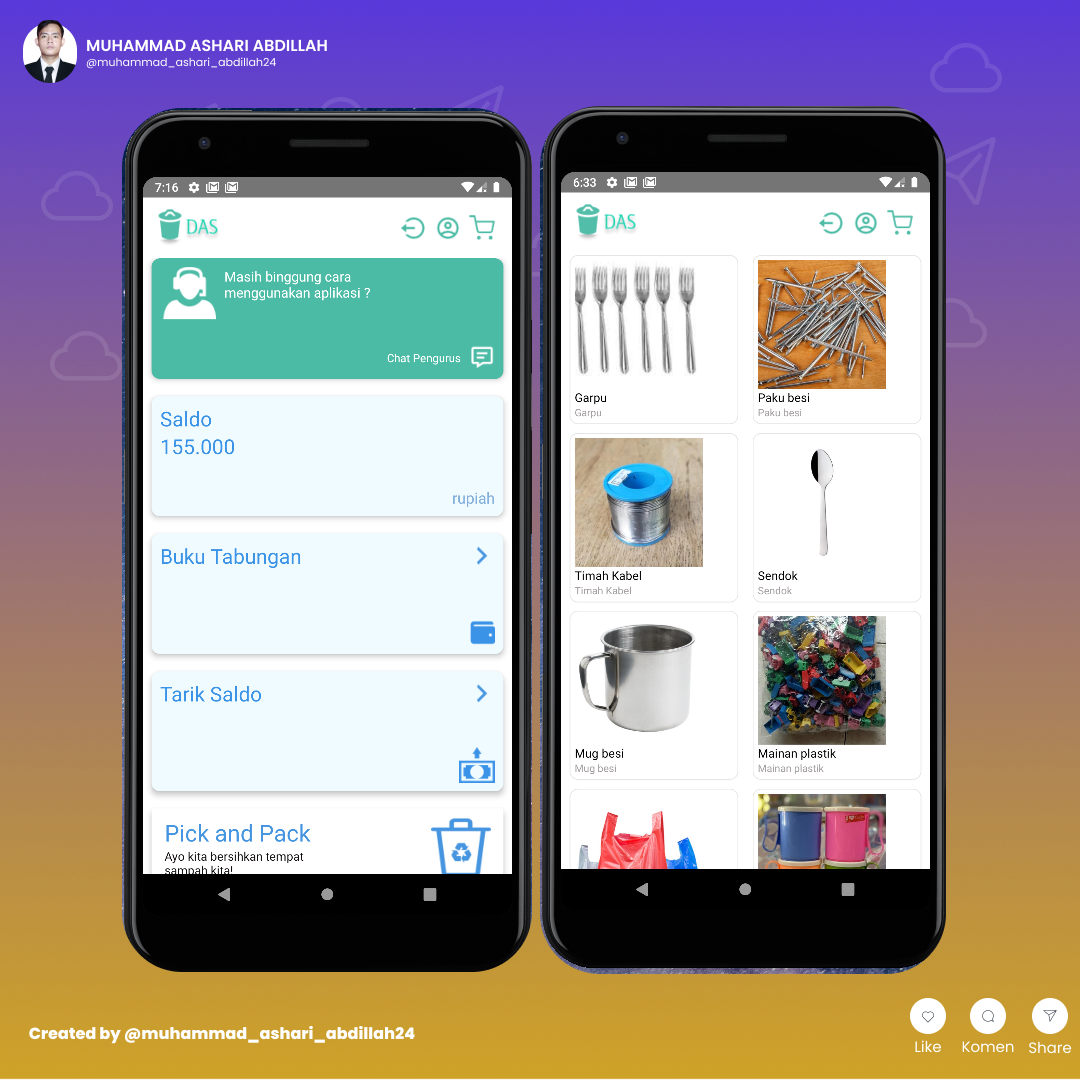 MUHAMMAD ASHARI ABDILLAH
@muhammad_ashari_abdillah24
7:16
DAS
Masih binggung cara
menggunakan aplikasi ?
Chat Pengurus
Saldo
155.000
rupiah
Buku Tabungan
Tarik Saldo
Pick and Pack
Ayo kita bersihkan tempat
sampah kita!
6:33
DAS
Garpu
Garpu
Paku besi
Paku besi
Timah Kabel
Timah Kabel
Sendok
Sendok
Mug besi
Mug besi
Mainan plastik
Mainan plastik
Created by @muhammad_ashari_abdillah24
Like
Komen
Share